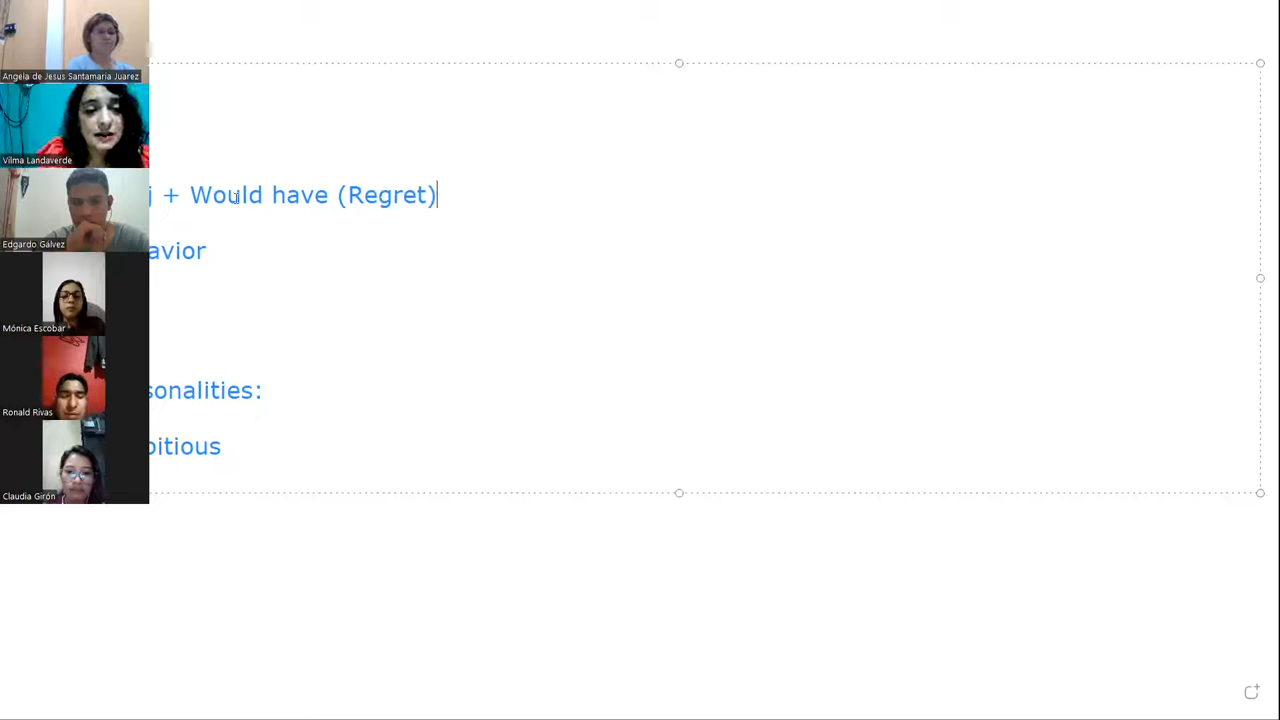 Angela de Jesus Santamaria Juarez
Vilma Landaverde
Edgardo Gálvez
Mónica Escobar
Ronald Rivas
Claudia Girón
j + Would have (Regret)
avior
sonalities:
bitious